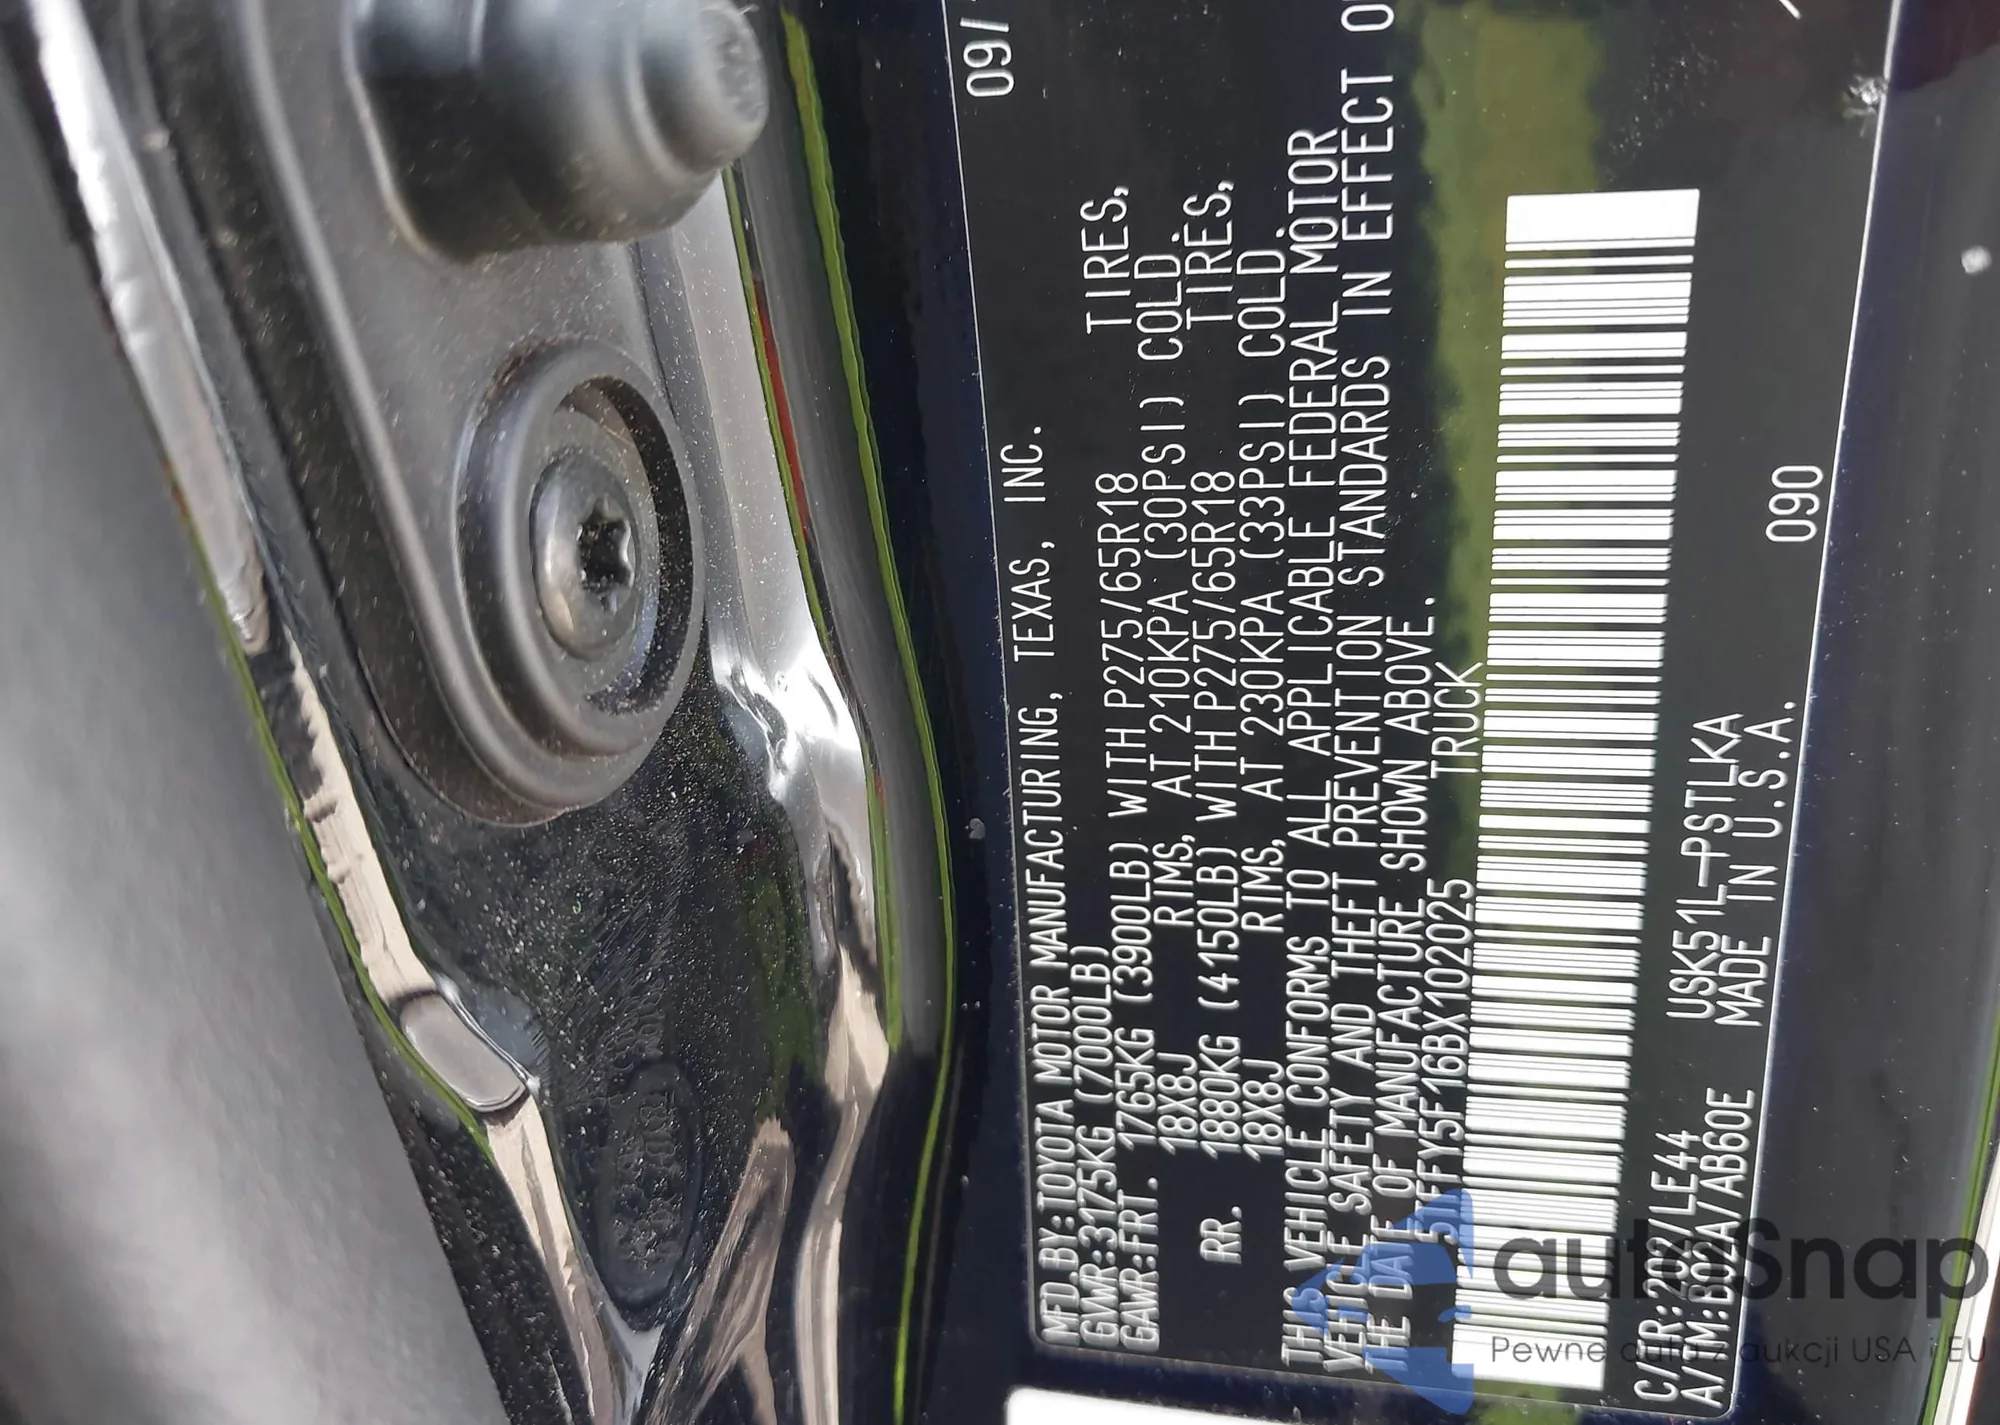 MFD.BY:TOYOTA MOTOR MANUFACTURING, TEXAS, INC. 09/
GVWR:3175KG (7000LB)
GAWR:FRT. 1765KG (3900LB) WITH P275/65R18 TIRES,
18X8J RIMS, AT 210KPA (30PSI) COLD.
RR. 1880KG (4150LB) WITH P275/65R18 TIRES,
18X8J RIMS, AT 230KPA (33PSI) COLD.
THIS VEHICLE CONFORMS TO ALL APPLICABLE FEDERAL MOTOR
VEHICLE SAFETY AND THEFT PREVENTION STANDARDS IN EFFECT O
THE DATE OF MANUFACTURE SHOWN ABOVE.
5TFFY5F16BX102025 TRUCK
C/TR:202/LE44 USK51L-PSTLKA 090
A/TM:B02A/AB60E MADE IN U.S.A.
autoSnap
Pewne auta z aukcji USA i EU